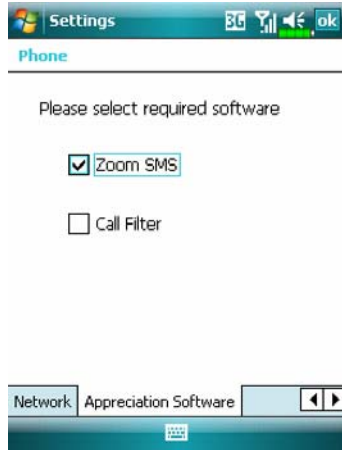 Settings 3G ok
Phone
Please select required software
Zoom SMS
Call Filter
Network Appreciation Software